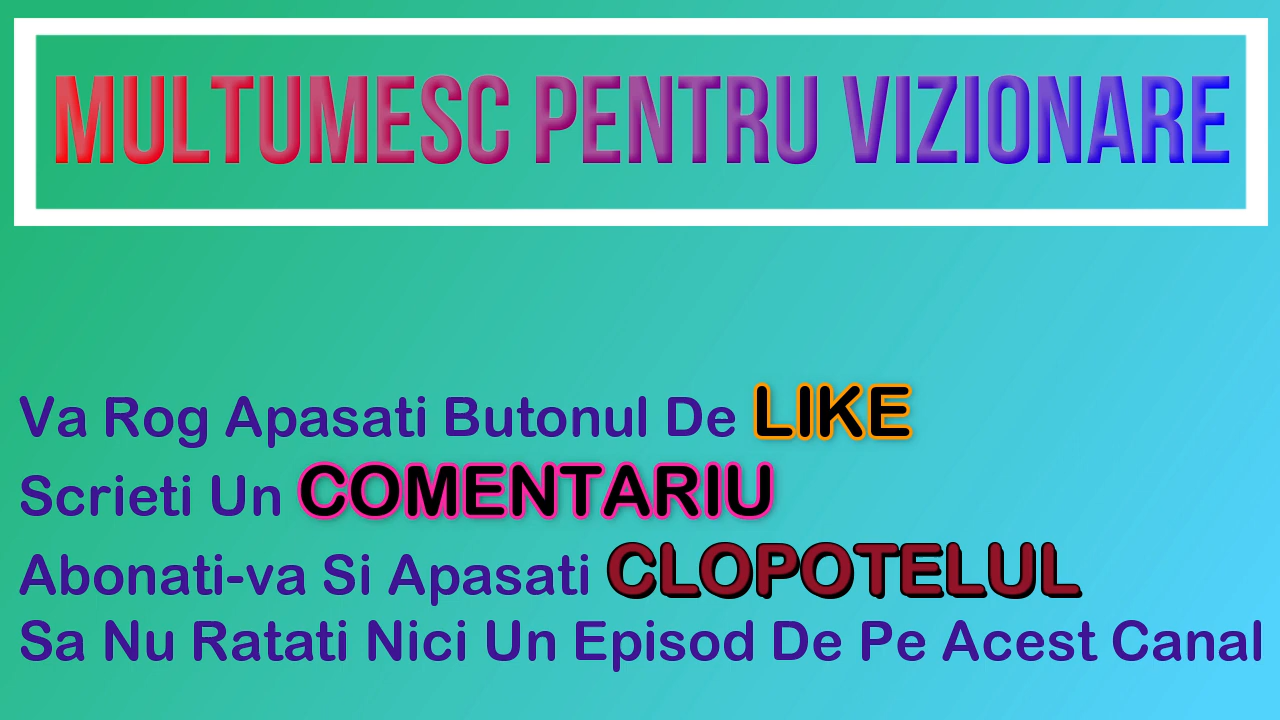 MULTUMESC PENTRU VIZIONARE
Va Rog Apasati Butonul De LIKE
Scrieti Un COMENTARIU
Abonati-va Si Apasati CLOPOTELUL
Sa Nu Ratati Nici Un Episod De Pe Acest Canal